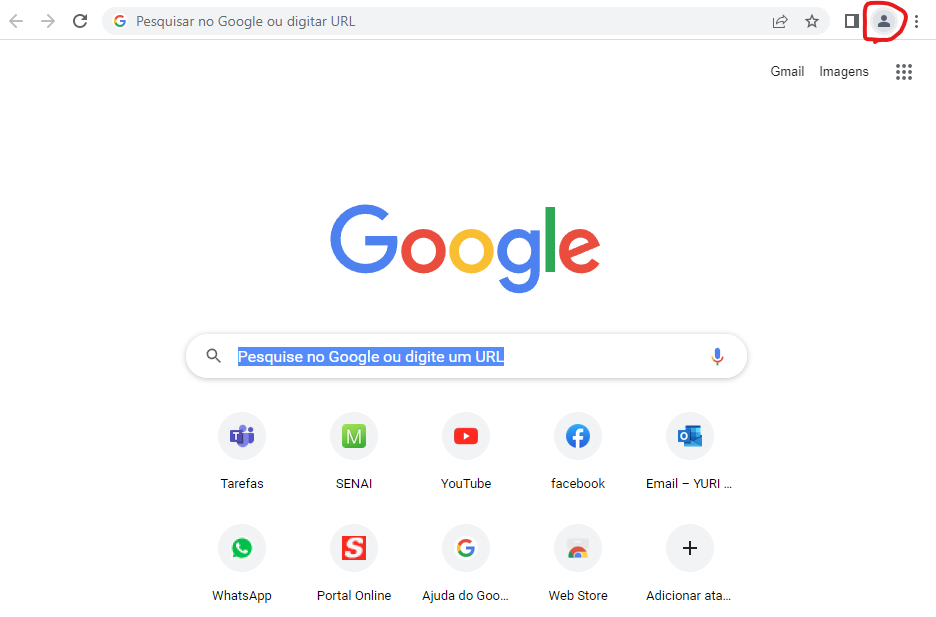 Pesquisar no Google ou digitar URL
Gmail Imagens
Google
Pesquise no Google ou digite um URL
Tarefas SENAI YouTube facebook Email – YURI ...
WhatsApp Portal Online Ajuda do Goo... Web Store Adicionar ata...